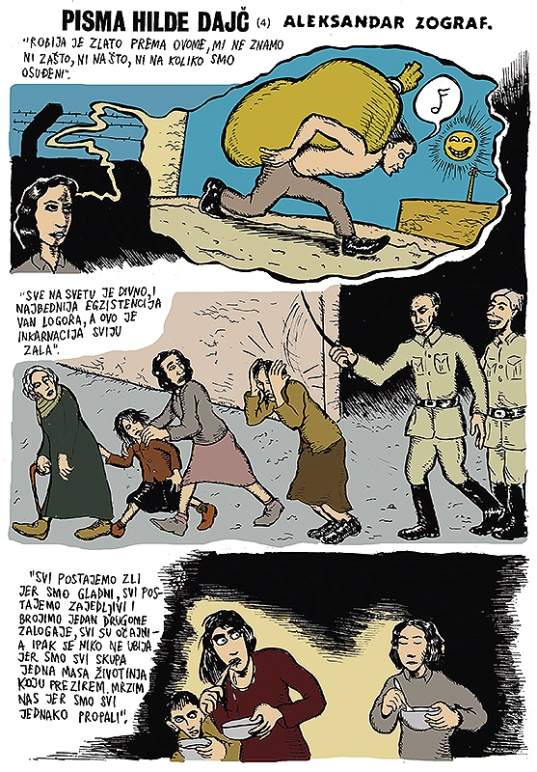 PISMA HILDE DAJČ (4) ALEKSANDAR ZOGRAF.
"ROBIJA JE ZLATO PREMA OVOME, MI NE ZNAMO
NI ZAŠTO, NI NA ŠTO, NI NA KOLIKO SMO
OSUĐENI".
"SVE NA SVETU JE DIVNO, I
NAJBEDNIJA EGZISTENCIJA
VAN LOGORA, A OVO JE
INKARNACIJA SVIJU
ZALA".
"SVI POSTAJEMO ZLI
JER SMO GLADNI, SVI POS-
TAJEMO ZAJEDLJIVI I
BROJIMO JEDAN DRUGOME
ZALOGAJE, SVI SU OČAJNI -
A IPAK SE NIKO NE UBIJA
JER SMO SVI SKUPA
JEDNA MASA ŽIVOTINJA
KOJU PREZIREM. MRZIM
NAS JER SMO SVI
JEDNAKO PROPALI".